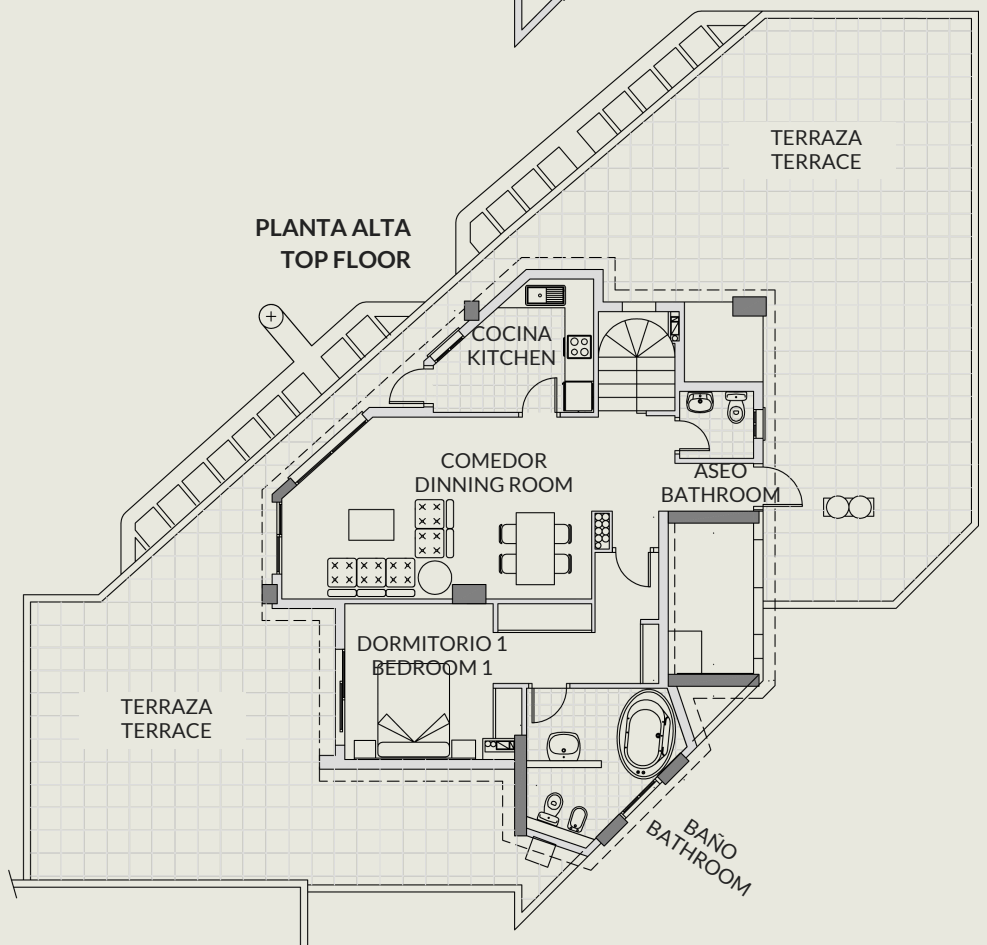 TERRAZA
TERRACE
PLANTA ALTA
TOP FLOOR
COCINA
KITCHEN
COMEDOR
DINNING ROOM
ASEO
BATHROOM
DORMITORIO 1
BEDROOM 1
TERRAZA
TERRACE
BAÑO
BATHROOM